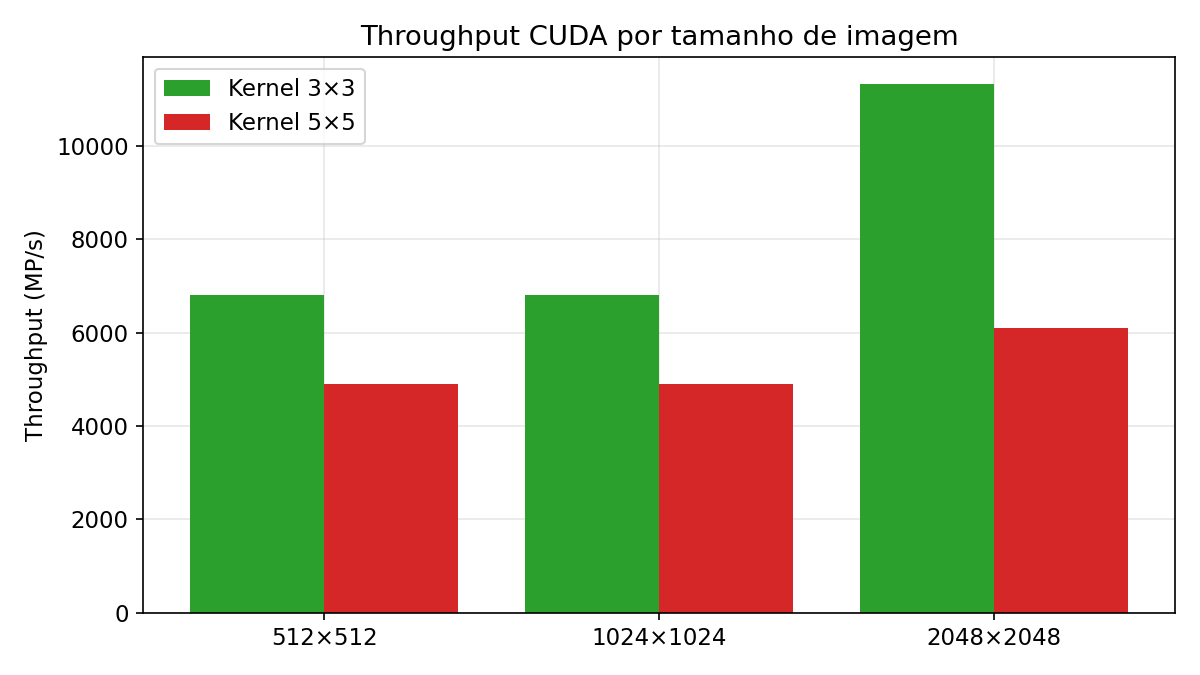 Throughput CUDA por tamanho de imagem
Kernel 3×3
Kernel 5×5
Throughput (MP/s)
10000
8000
6000
4000
2000
0
512×512
1024×1024
2048×2048